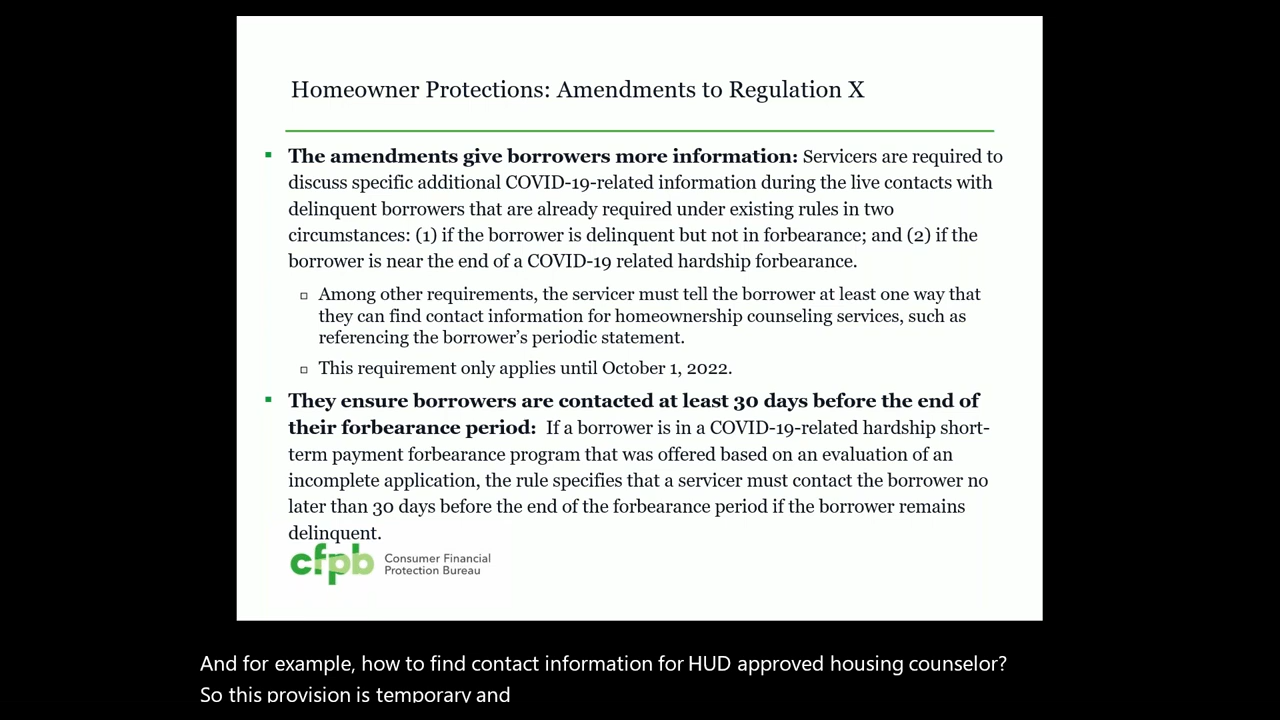 Homeowner Protections: Amendments to Regulation X
The amendments give borrowers more information: Servicers are required to
discuss specific additional COVID-19-related information during the live contacts with
delinquent borrowers that are already required under existing rules in two
circumstances: (1) if the borrower is delinquent but not in forbearance; and (2) if the
borrower is near the end of a COVID-19 related hardship forbearance.
Among other requirements, the servicer must tell the borrower at least one way that
they can find contact information for homeownership counseling services, such as
referencing the borrower's periodic statement.
This requirement only applies until October 1, 2022.
They ensure borrowers are contacted at least 30 days before the end of
their forbearance period: If a borrower is in a COVID-19-related hardship short-
term payment forbearance program that was offered based on an evaluation of an
incomplete application, the rule specifies that a servicer must contact the borrower no
later than 30 days before the end of the forbearance period if the borrower remains
delinquent.
cfpb Consumer Financial
Protection Bureau
And for example, how to find contact information for HUD approved housing counselor?
So this provision is temporary and